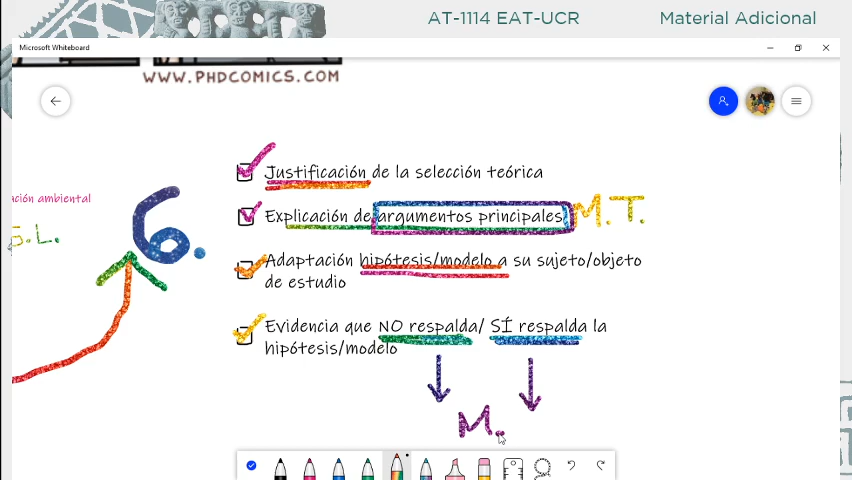 AT-1114 EAT-UCR
Material Adicional
Microsoft Whiteboard
WWW.PHDCOMICS.COM
Justificación de la selección teórica
ación ambiental
Explicación de argumentos principales M.T.
6.
Adaptación hipótesis/modelo a su sujeto/objeto
de estudio
Evidencia que NO respalda/ SÍ respalda la
hipótesis/modelo
M.